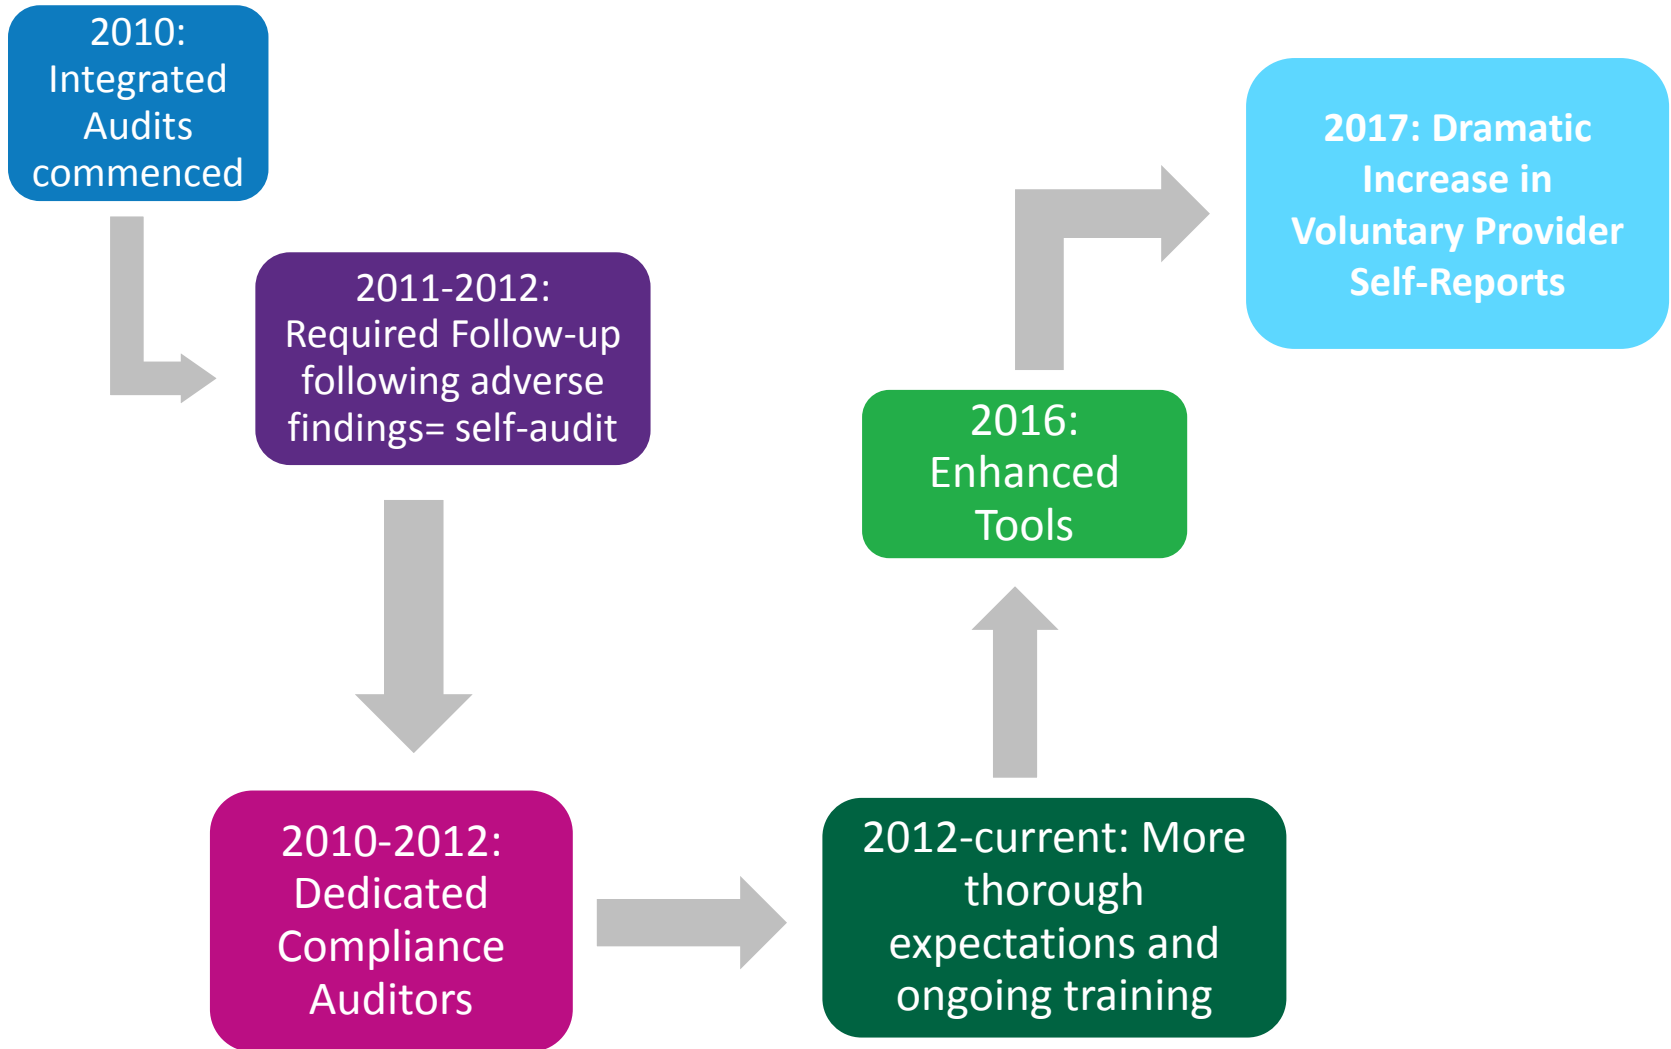 2010:
Integrated
Audits
commenced
2011-2012:
Required Follow-up
following adverse
findings= self-audit
2010-2012:
Dedicated
Compliance
Auditors
2012-current: More
thorough
expectations and
ongoing training
2016:
Enhanced
Tools
2017: Dramatic
Increase in
Voluntary Provider
Self-Reports